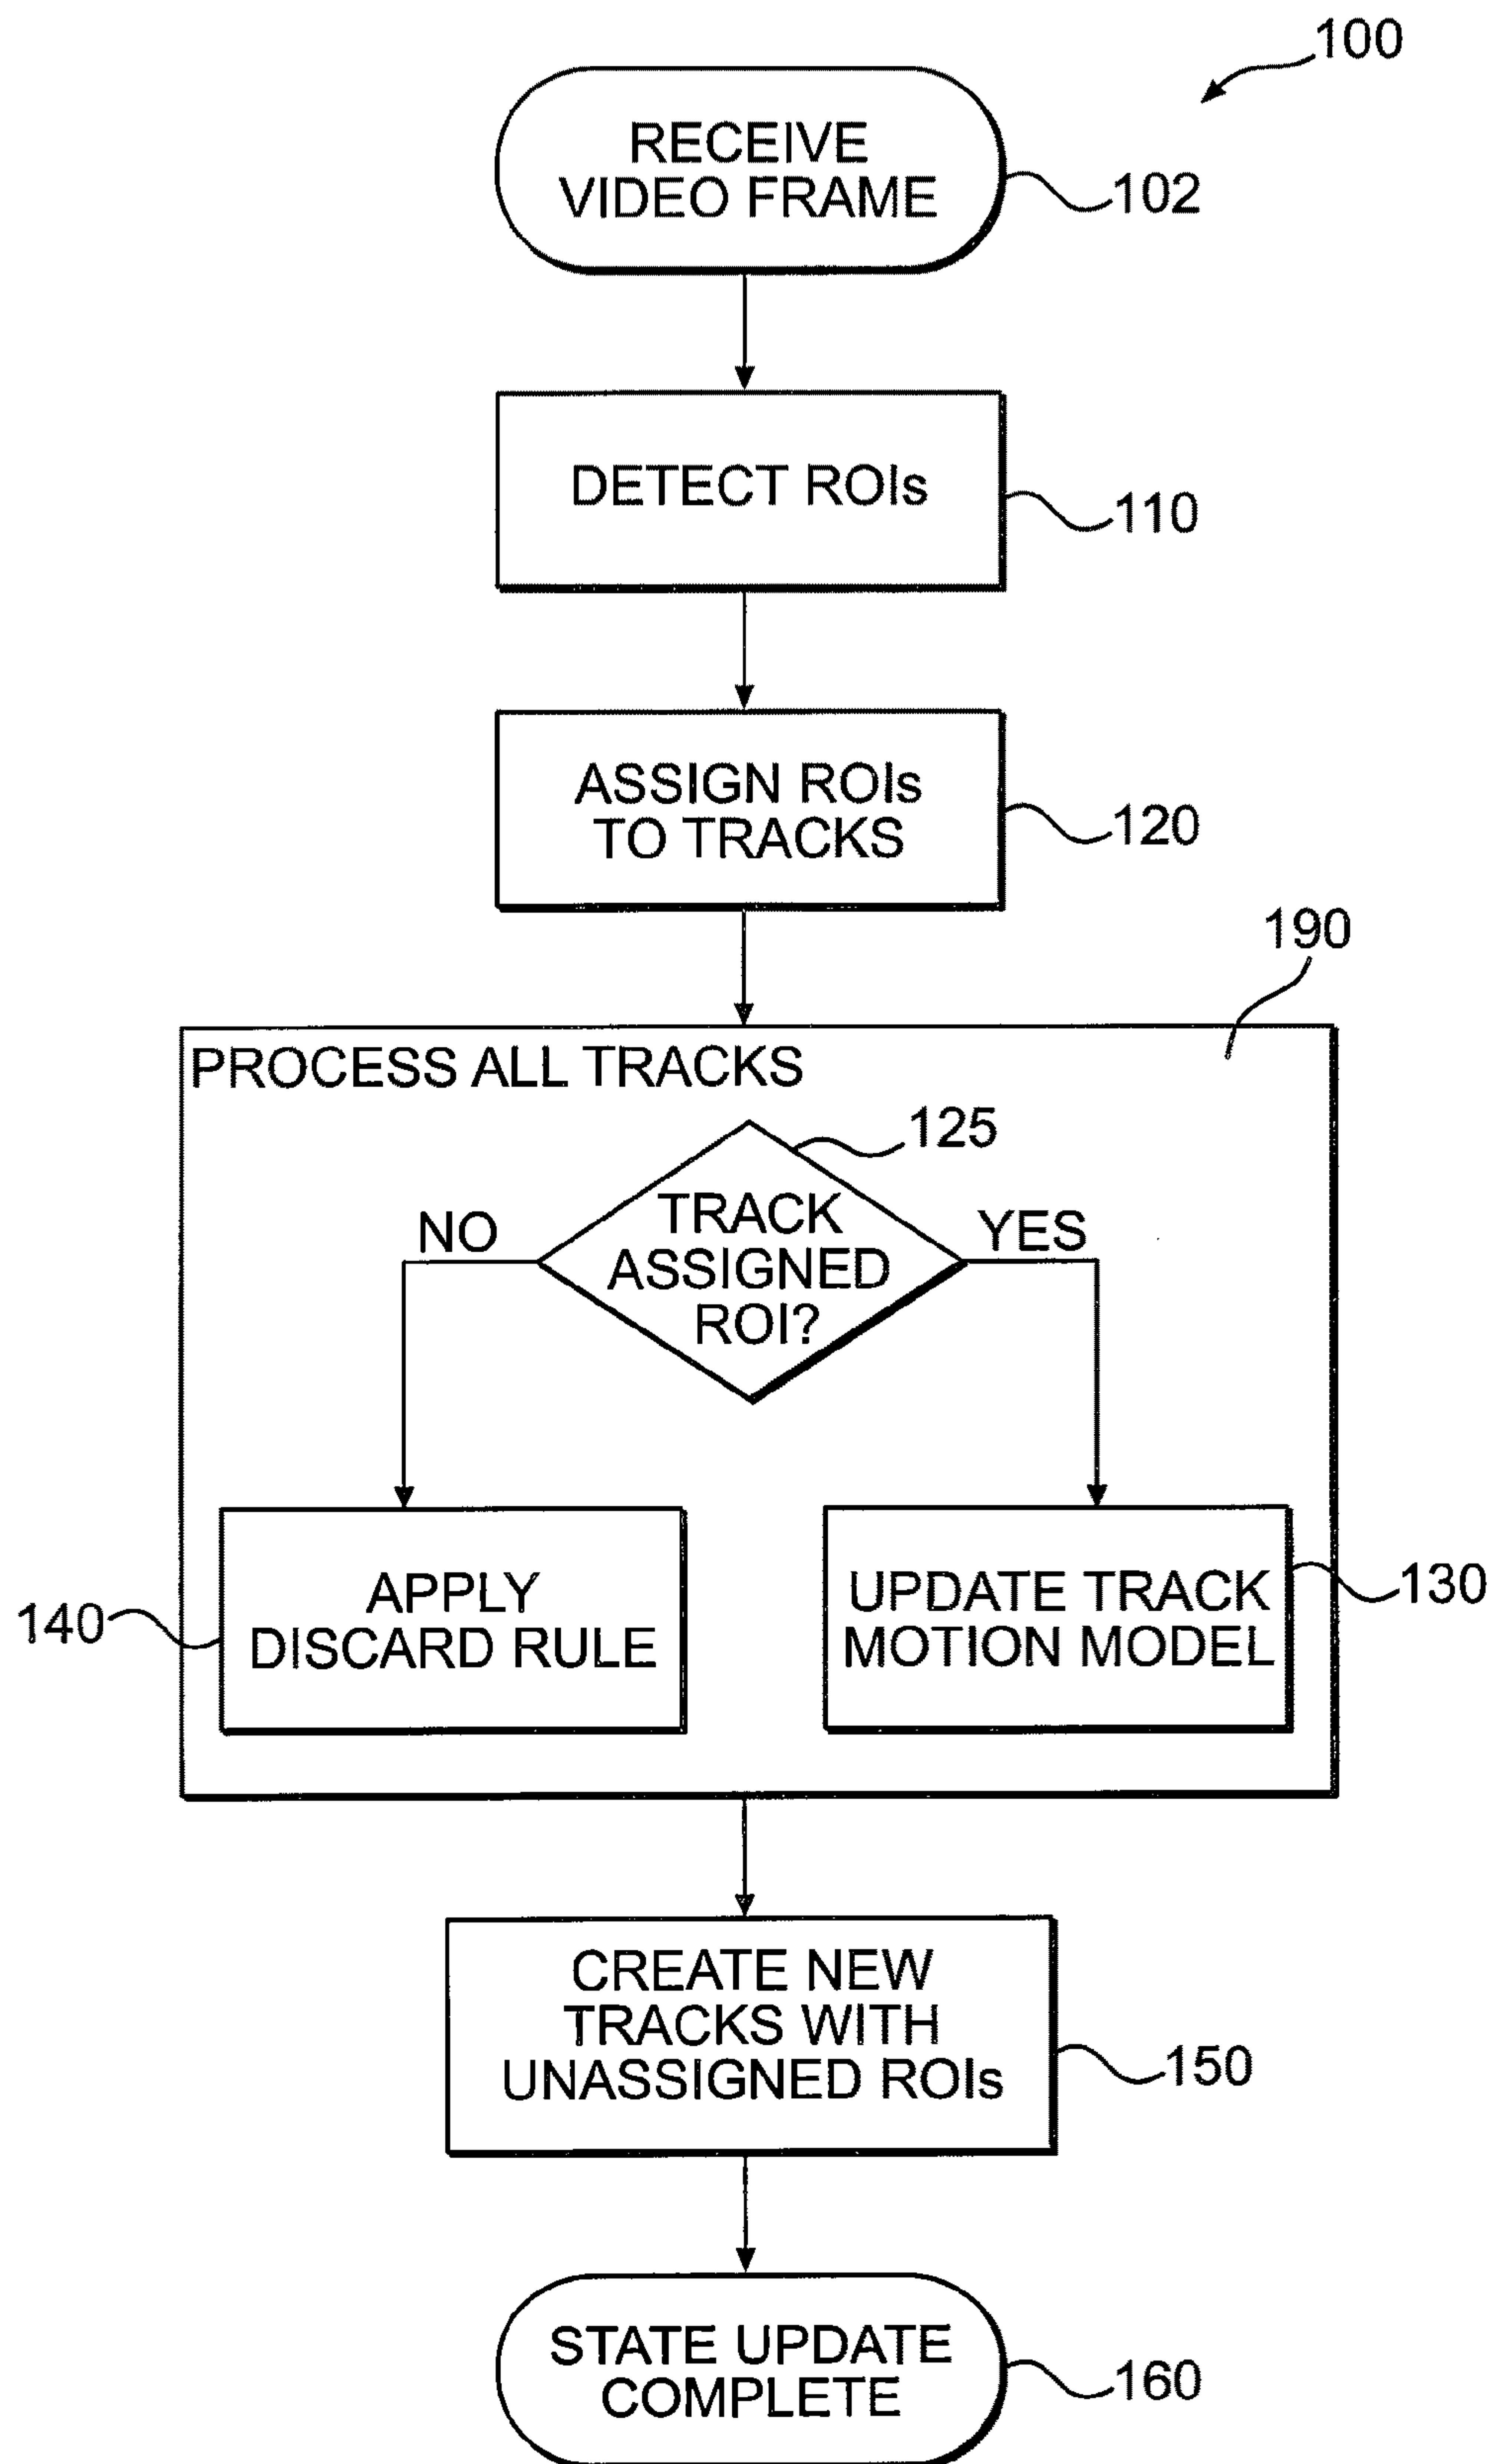 100
RECEIVE
VIDEO FRAME
102
DETECT ROIs
110
ASSIGN ROIs
TO TRACKS
120
190
PROCESS ALL TRACKS
125
NO
TRACK
ASSIGNED
ROI?
YES
APPLY
DISCARD RULE
140
UPDATE TRACK
MOTION MODEL
130
CREATE NEW
TRACKS WITH
UNASSIGNED ROIs
150
STATE UPDATE
COMPLETE
160